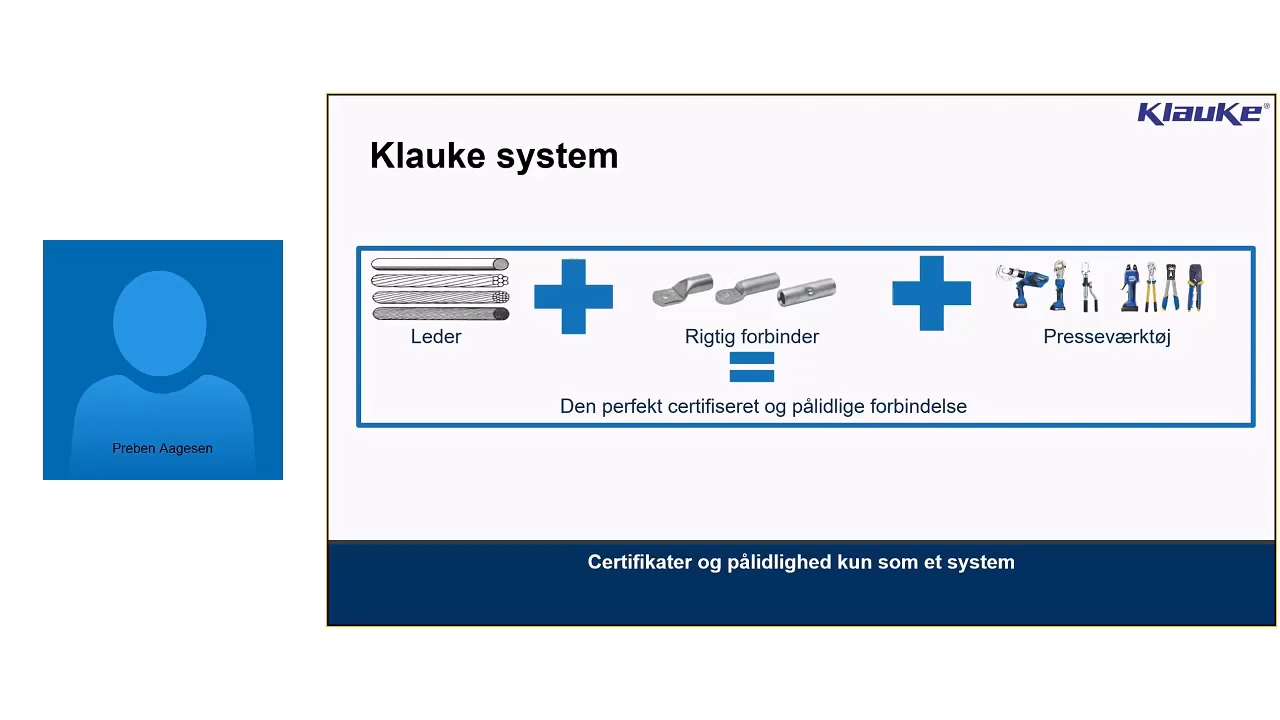 Klauke®
Klauke system
Leder
Rigtig forbinder
Presseværktøj
Den perfekt certifiseret og pålidlige forbindelse
Preben Aagesen
Certifikater og pålidlighed kun som et system